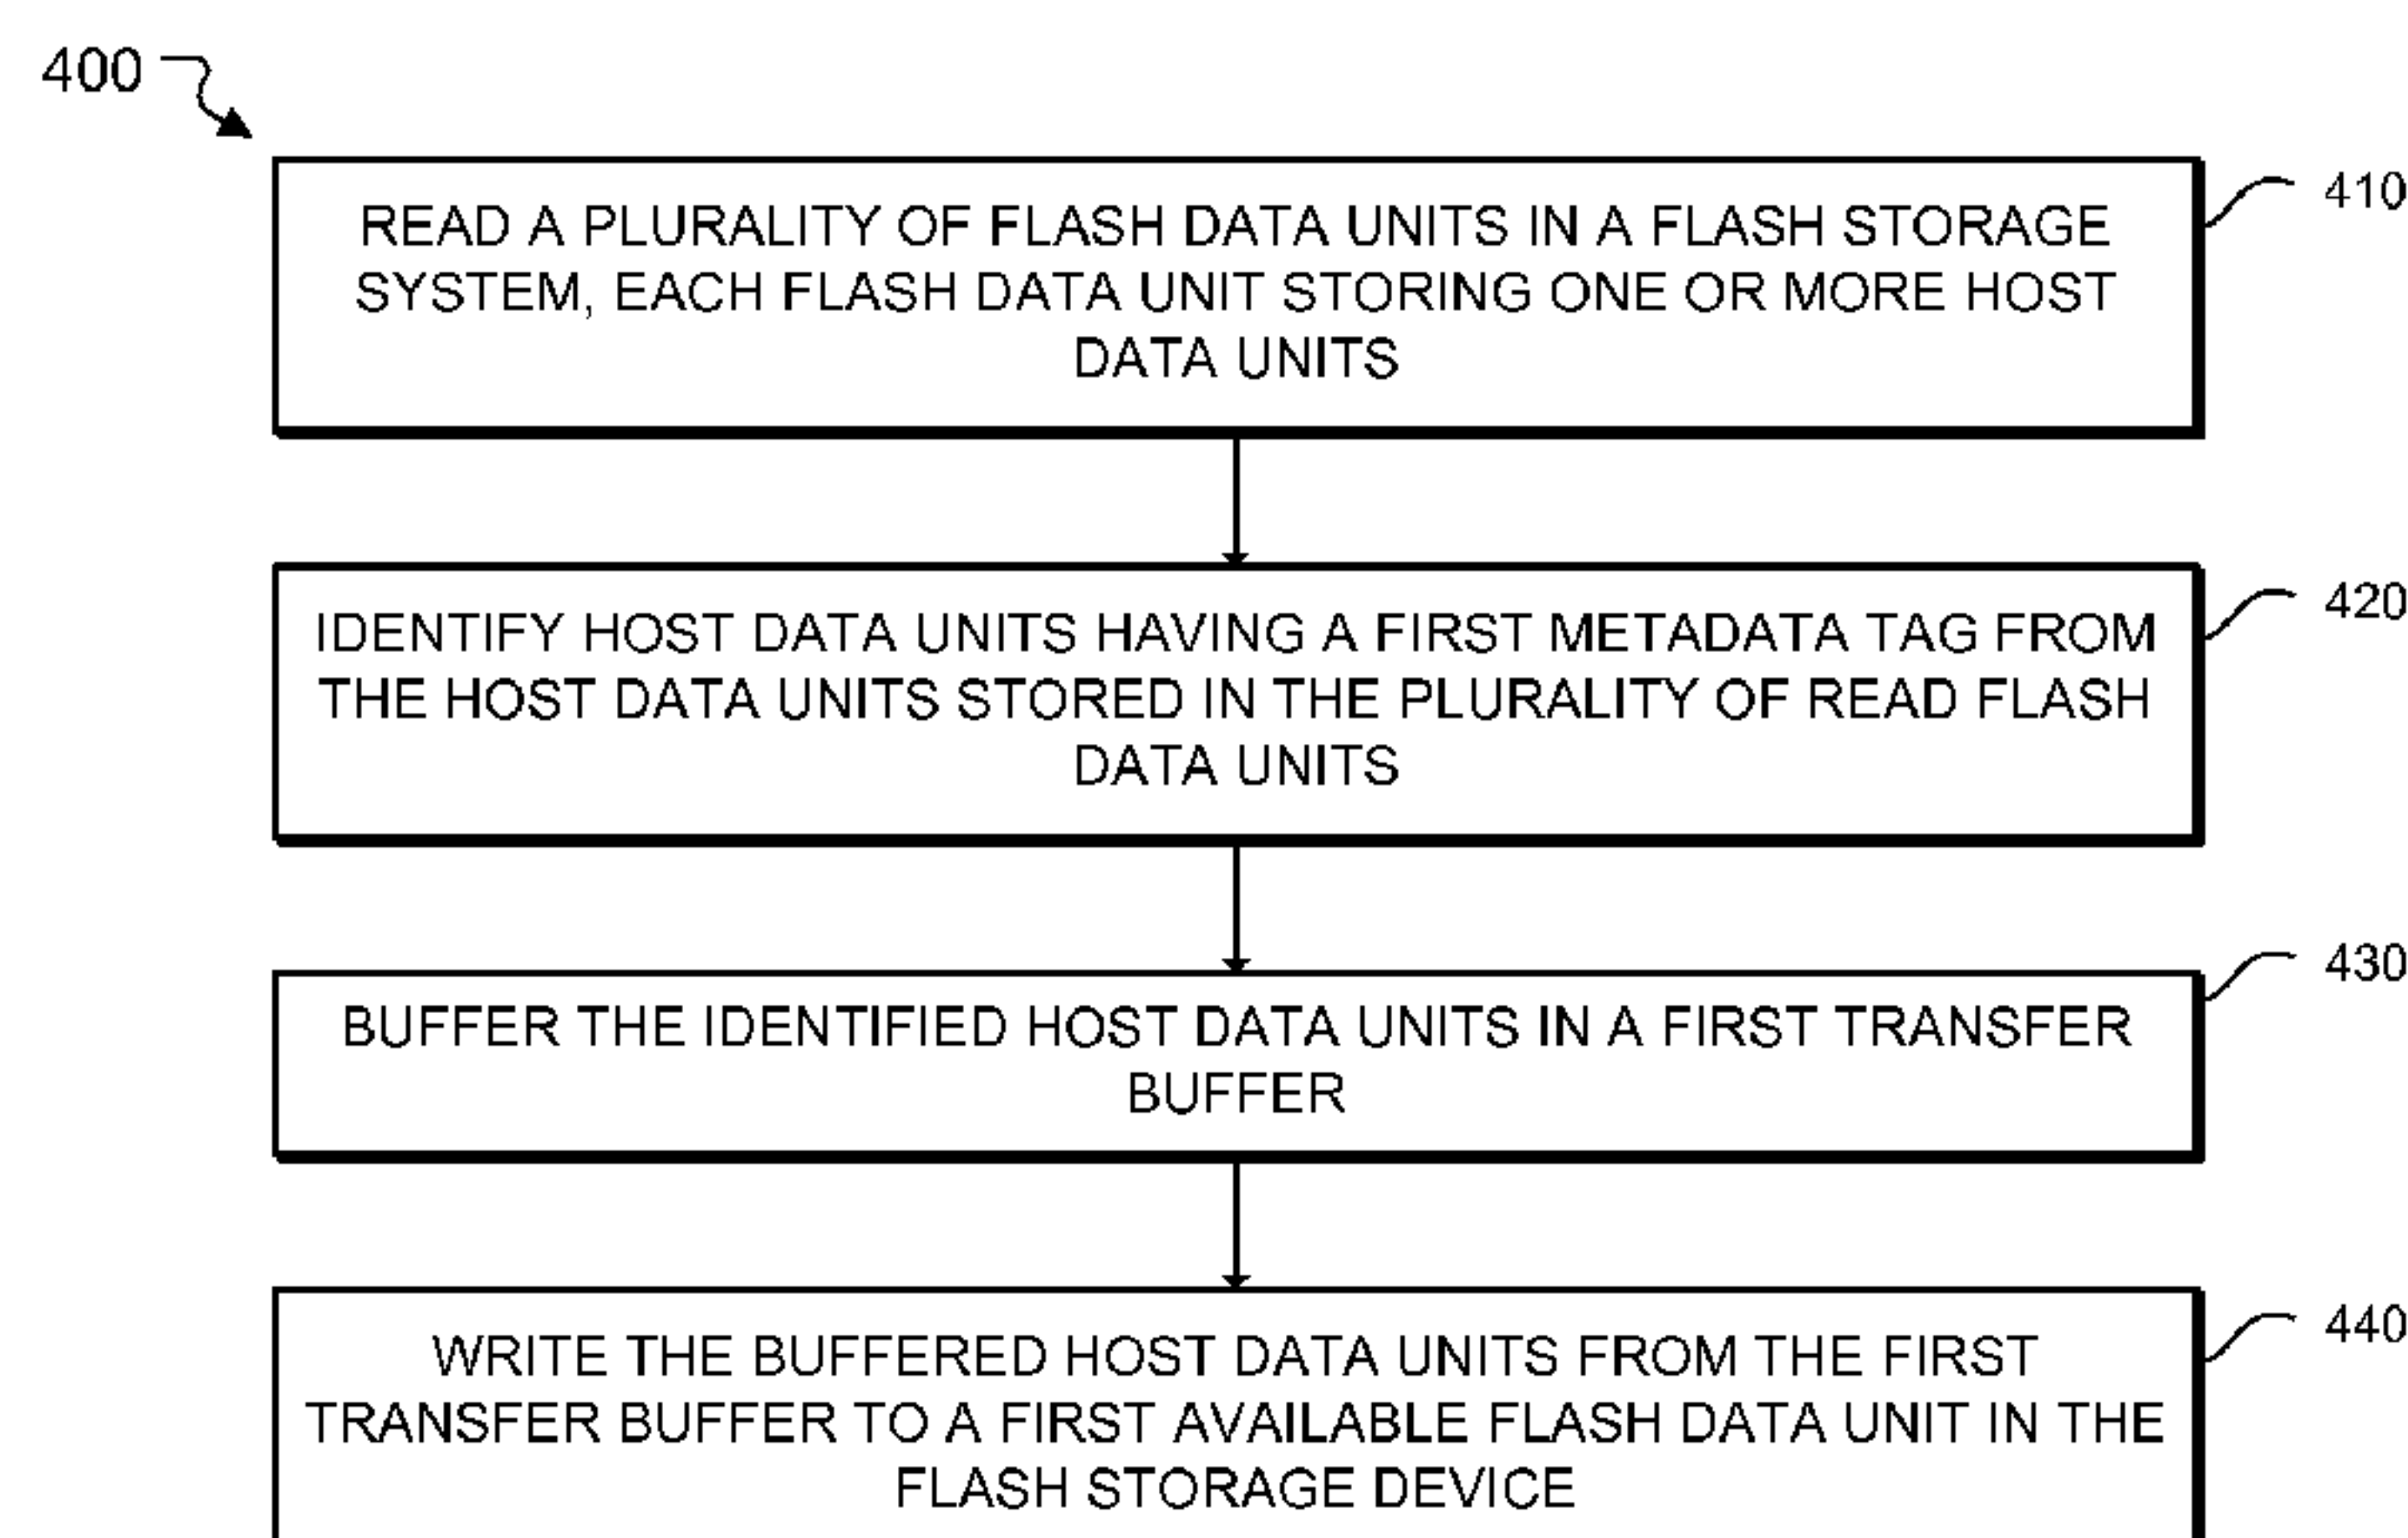 400
410
READ A PLURALITY OF FLASH DATA UNITS IN A FLASH STORAGE
SYSTEM, EACH FLASH DATA UNIT STORING ONE OR MORE HOST
DATA UNITS
420
IDENTIFY HOST DATA UNITS HAVING A FIRST METADATA TAG FROM
THE HOST DATA UNITS STORED IN THE PLURALITY OF READ FLASH
DATA UNITS
430
BUFFER THE IDENTIFIED HOST DATA UNITS IN A FIRST TRANSFER
BUFFER
440
WRITE THE BUFFERED HOST DATA UNITS FROM THE FIRST
TRANSFER BUFFER TO A FIRST AVAILABLE FLASH DATA UNIT IN THE
FLASH STORAGE DEVICE